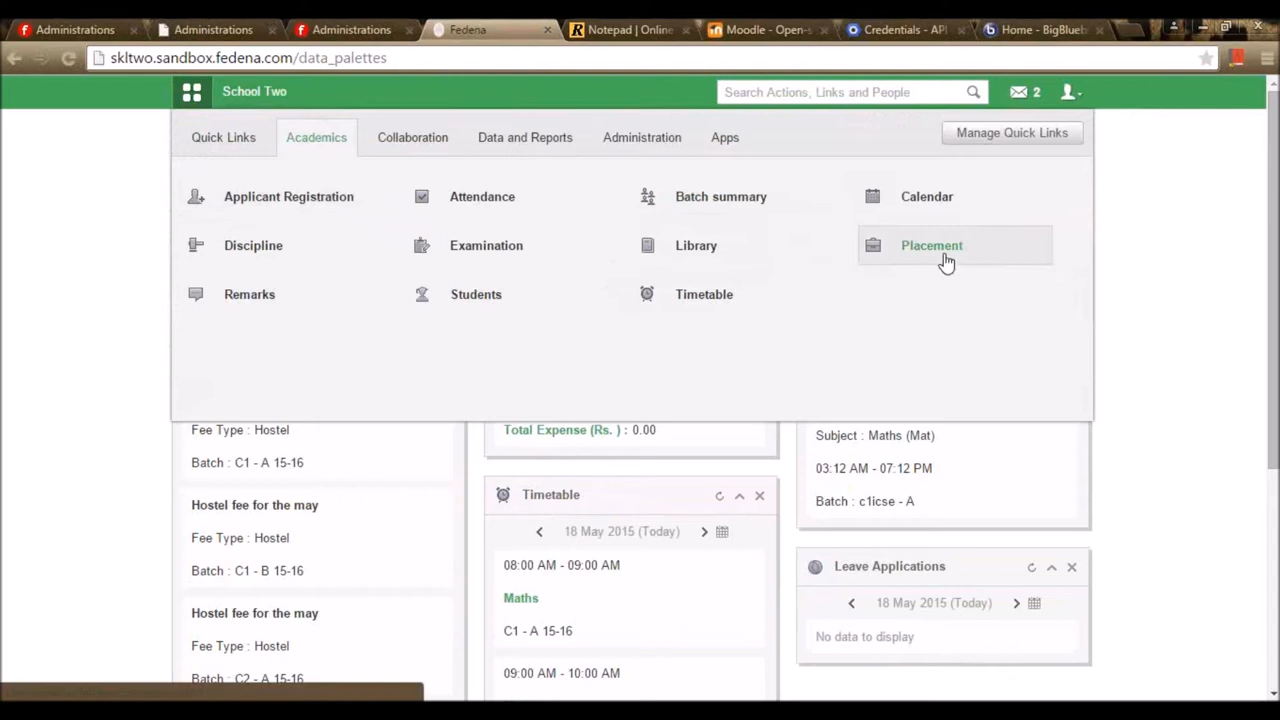 Administrations
Administrations
Administrations
Fedena
Notepad | Online
Moodle - Open-s
Credentials - API
Home - BigBlueb
skltwo.sandbox.fedena.com/data_palettes
School Two
Search Actions, Links and People
2
Quick Links
Academics
Collaboration
Data and Reports
Administration
Apps
Manage Quick Links
Applicant Registration
Attendance
Batch summary
Calendar
Discipline
Examination
Library
Placement
Remarks
Students
Timetable
Fee Type : Hostel
Batch : C1 - A 15-16
Hostel fee for the may
Fee Type : Hostel
Batch : C1 - B 15-16
Hostel fee for the may
Fee Type : Hostel
Batch : C2 - A 15-16
Total Expense (Rs. ) : 0.00
Timetable
18 May 2015 (Today)
08:00 AM - 09:00 AM
Maths
C1 - A 15-16
09:00 AM - 10:00 AM
Subject : Maths (Mat)
03:12 AM - 07:12 PM
Batch : c1icse - A
Leave Applications
18 May 2015 (Today)
No data to display